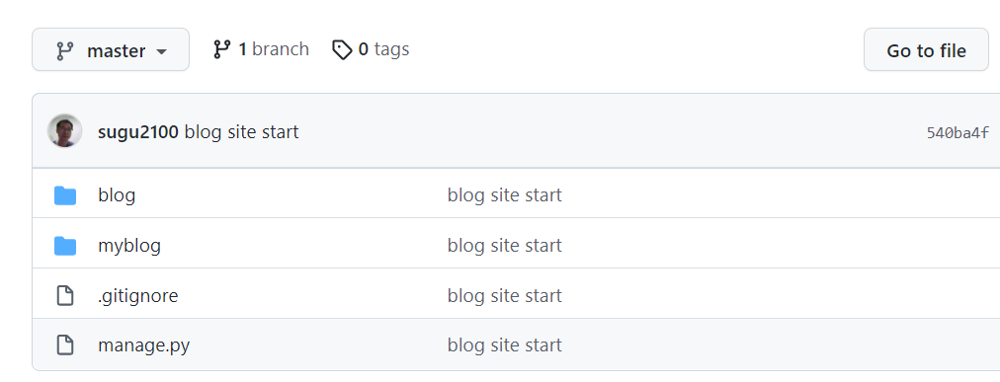 master 1 branch 0 tags Go to file
sugu2100 blog site start 540ba4f
blog blog site start
myblog blog site start
.gitignore blog site start
manage.py blog site start